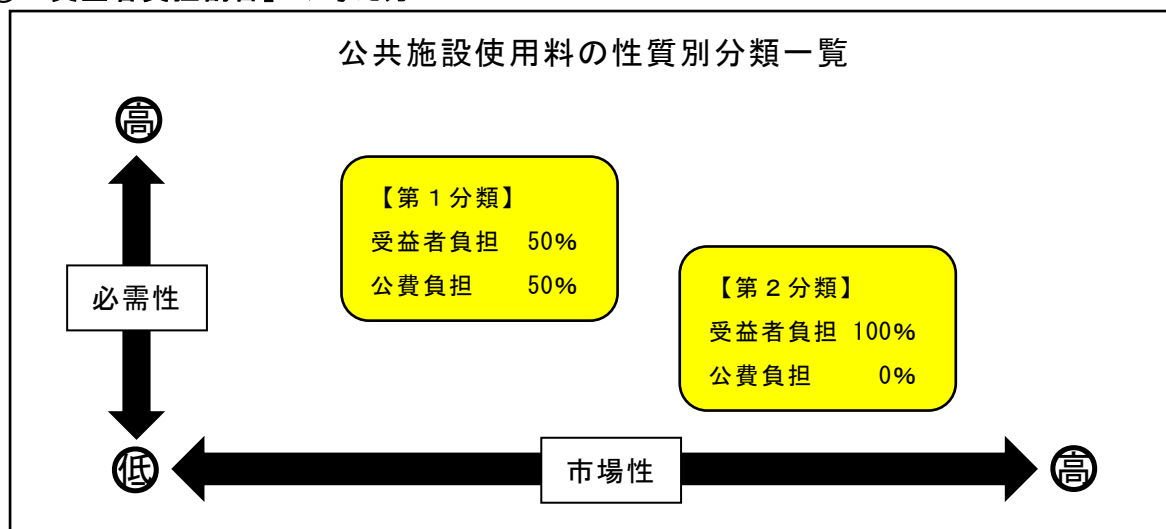 公共施設使用料の性質別分類一覧
高
【第１分類】
受益者負担 50%
公費負担 50%
必需性
【第２分類】
受益者負担 100%
公費負担 0%
低
市場性
高